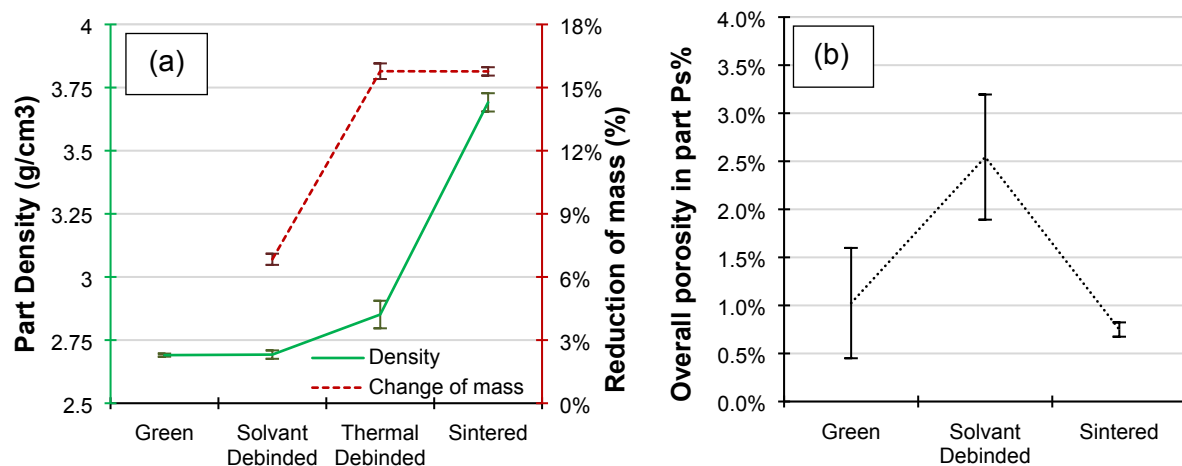 (a)
Part Density (g/cm3)
4
3.75
3.5
3.25
3
2.75
2.5
18%
15%
12%
9%
6%
3%
0%
Reduction of mass (%)
Density
Change of mass
Green
Solvant
Debinded
Thermal
Debinded
Sintered
(b)
Overall porosity in part Ps%
4.0%
3.5%
3.0%
2.5%
2.0%
1.5%
1.0%
0.5%
0.0%
Green
Solvant
Debinded
Sintered